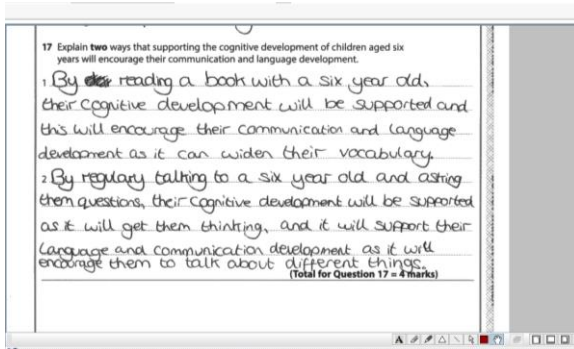 17 Explain two ways that supporting the cognitive development of children aged six
years will encourage their communication and language development.
1 By reading a book with a six year old,
their cognitive development will be supported and
this will encourage their communication and language
development as it can widen their vocabulary.
2 By regulary talking to a six year old and asking
them questions, their cognitive development will be supported
as it will get them thinking, and it will support their
language and communication development as it will
encourage them to talk about different things.
(Total for Question 17 = 4 marks)